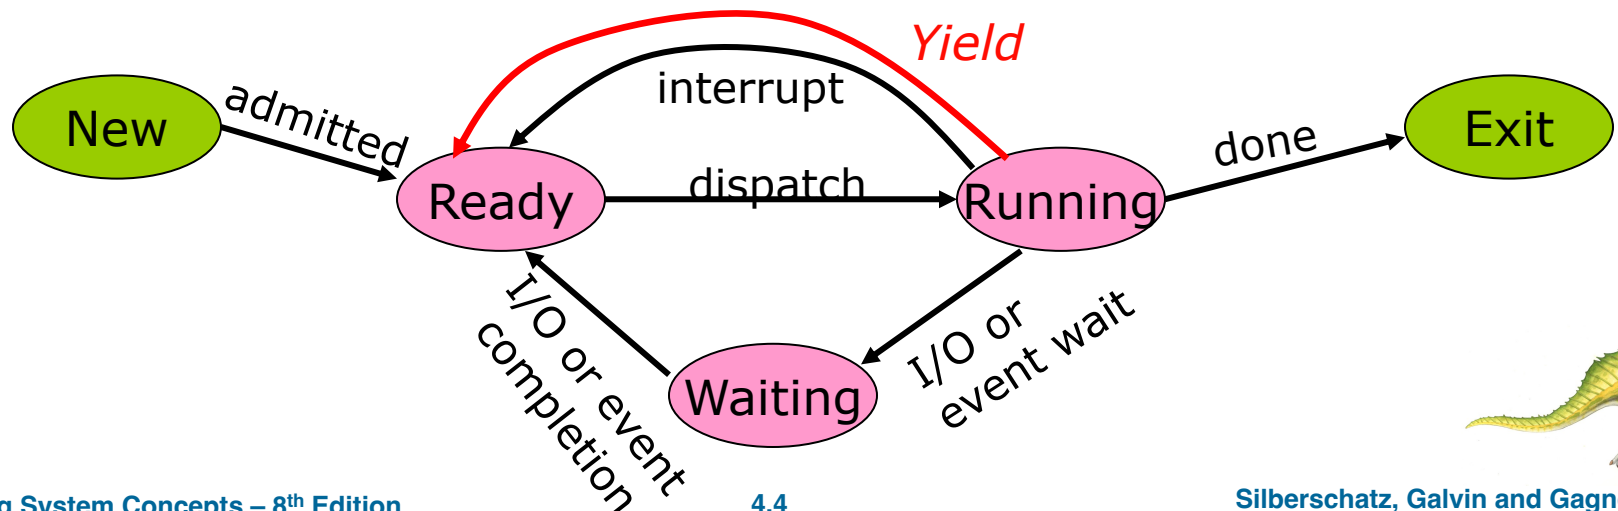 Yield
interrupt
New
admitted
Ready
dispatch
Running
done
Exit
I/O or event
completion
Waiting
I/O or
event wait
g System Concepts – 8th Edition
4.4
Silberschatz, Galvin and Gagn